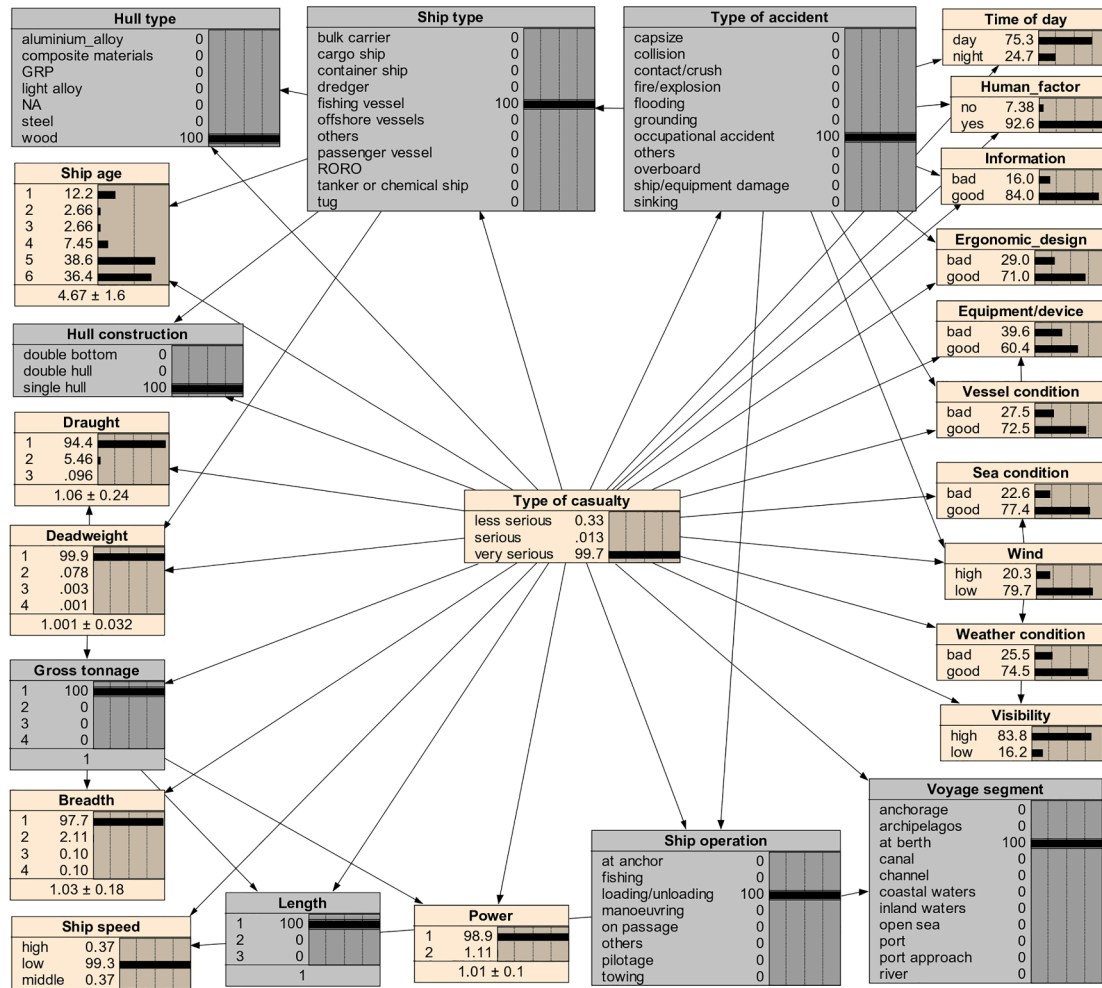 Hull type
aluminium_alloy 0
composite materials 0
GRP 0
light alloy 0
NA 0
steel 0
wood 100
Ship type
bulk carrier 0
cargo ship 0
container ship 0
dredger 0
fishing vessel 100
offshore vessels 0
others 0
passenger vessel 0
RORO 0
tanker or chemical ship 0
tug 0
Type of accident
capsize 0
collision 0
contact/crush 0
fire/explosion 0
flooding 0
grounding 0
occupational accident 100
others 0
overboard 0
ship/equipment damage 0
sinking 0
Time of day
day 75.3
night 24.7
Human_factor
no 7.38
yes 92.6
Information
bad 16.0
good 84.0
Ship age
1 12.2
2 2.66
3 2.66
4 7.45
5 38.6
6 36.4
4.67 ± 1.6
Ergonomic_design
bad 29.0
good 71.0
Equipment/device
bad 39.6
good 60.4
Hull construction
double bottom 0
double hull 0
single hull 100
Vessel condition
bad 27.5
good 72.5
Draught
1 94.4
2 5.46
3 .096
1.06 ± 0.24
Sea condition
bad 22.6
good 77.4
Type of casualty
less serious 0.33
serious .013
very serious 99.7
Deadweight
1 99.9
2 .078
3 .003
4 .001
1.001 ± 0.032
Wind
high 20.3
low 79.7
Weather condition
bad 25.5
good 74.5
Gross tonnage
1 100
2 0
3 0
4 0
1
Visibility
high 83.8
low 16.2
Breadth
1 97.7
2 2.11
3 0.10
4 0.10
1.03 ± 0.18
Voyage segment
anchorage 0
archipelagos 0
at berth 100
canal 0
channel 0
coastal waters 0
inland waters 0
open sea 0
port 0
port approach 0
river 0
Ship operation
at anchor 0
fishing 0
loading/unloading 100
manoeuvring 0
on passage 0
others 0
pilotage 0
towing 0
Length
1 100
2 0
3 0
1
Power
1 98.9
2 1.11
1.01 ± 0.1
Ship speed
high 0.37
low 99.3
middle 0.37